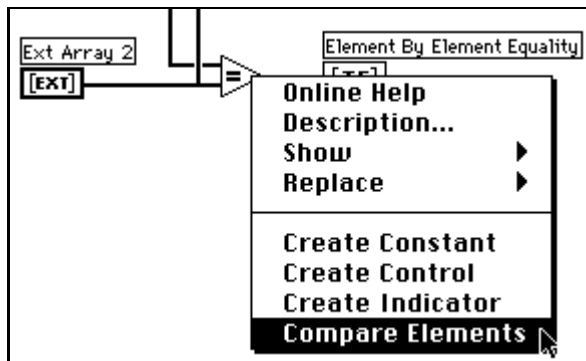 Ext Array 2
Element By Element Equality
[EXT]
=
[TF]
Online Help
Description...
Show
Replace
Create Constant
Create Control
Create Indicator
Compare Elements